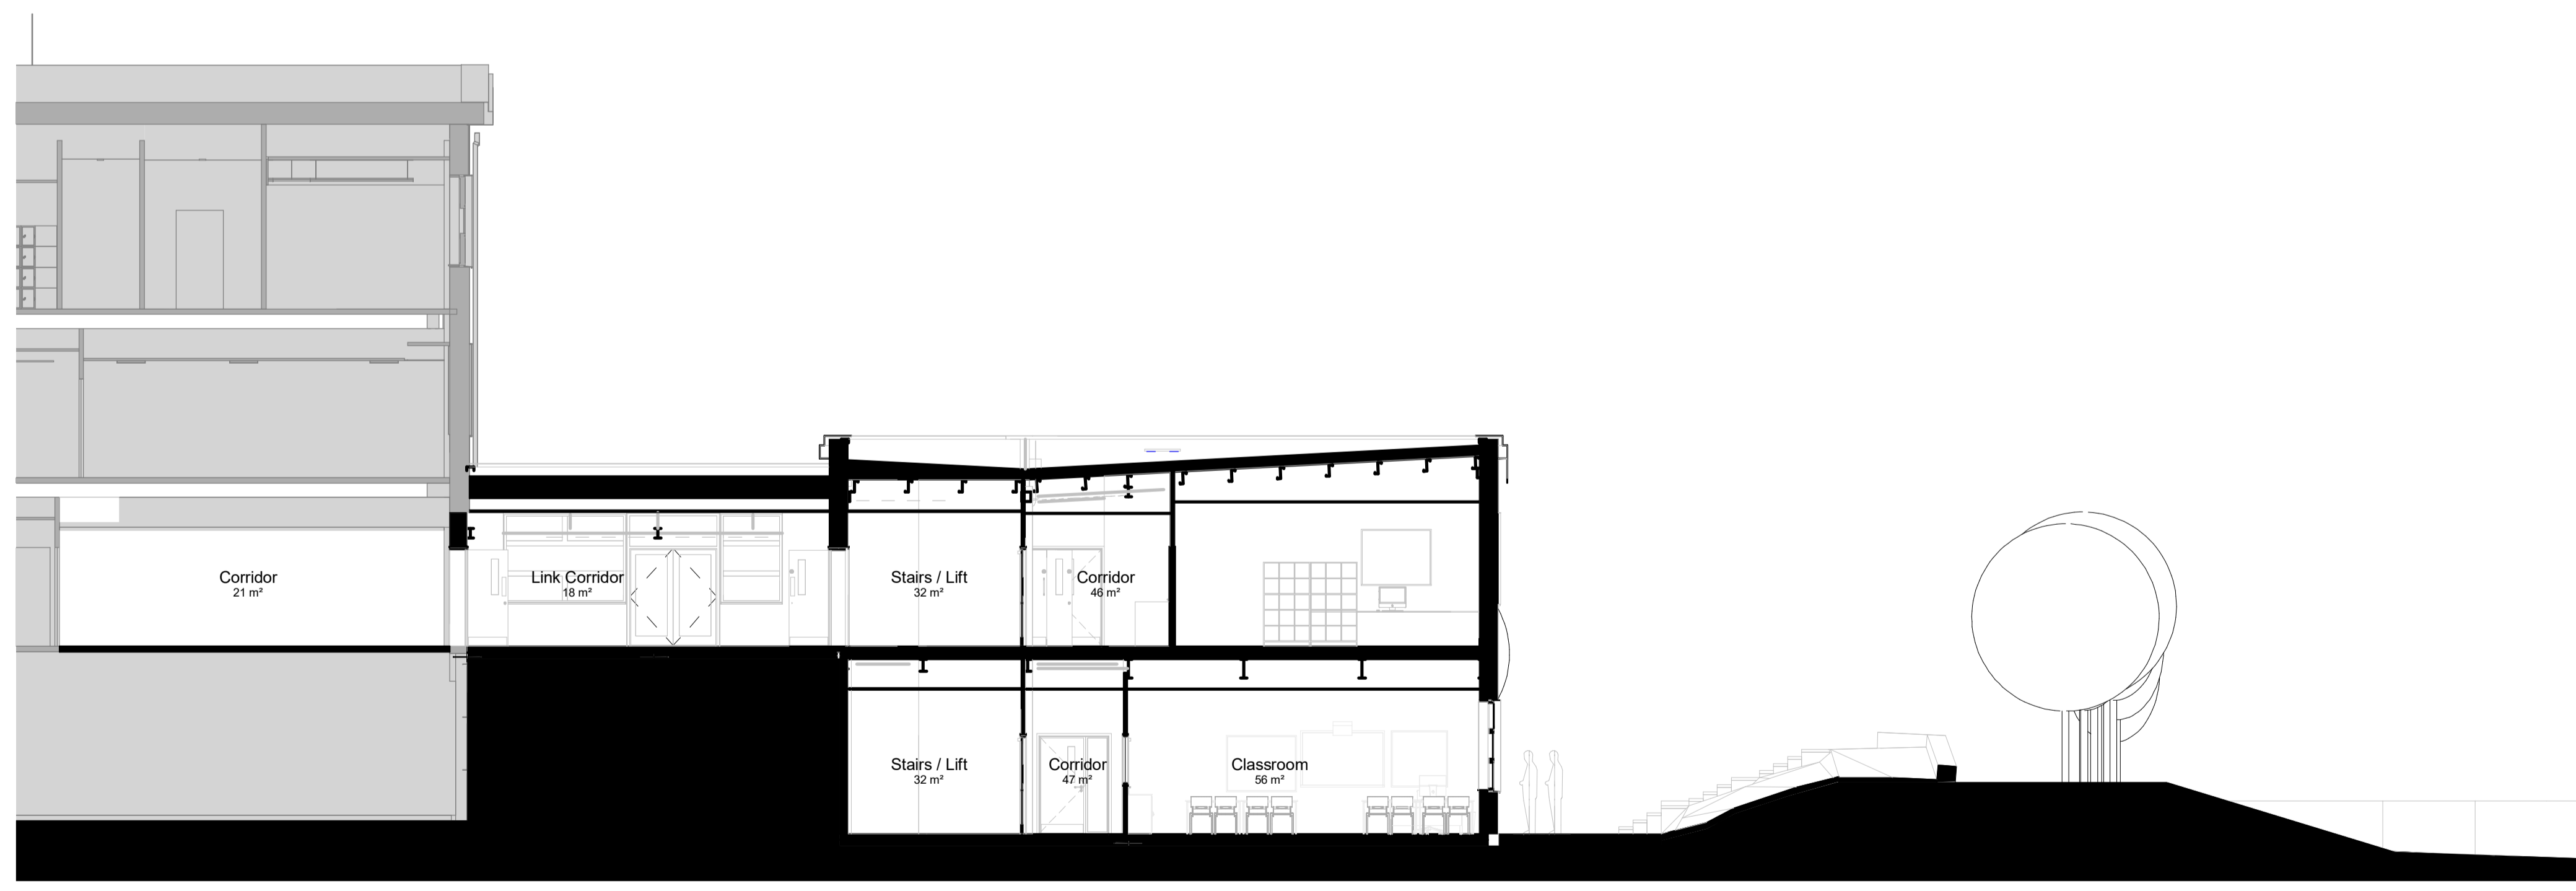 Corridor
21 m²
Link Corridor
18 m²
Stairs / Lift
32 m²
Corridor
46 m²
Stairs / Lift
32 m²
Corridor
47 m²
Classroom
56 m²